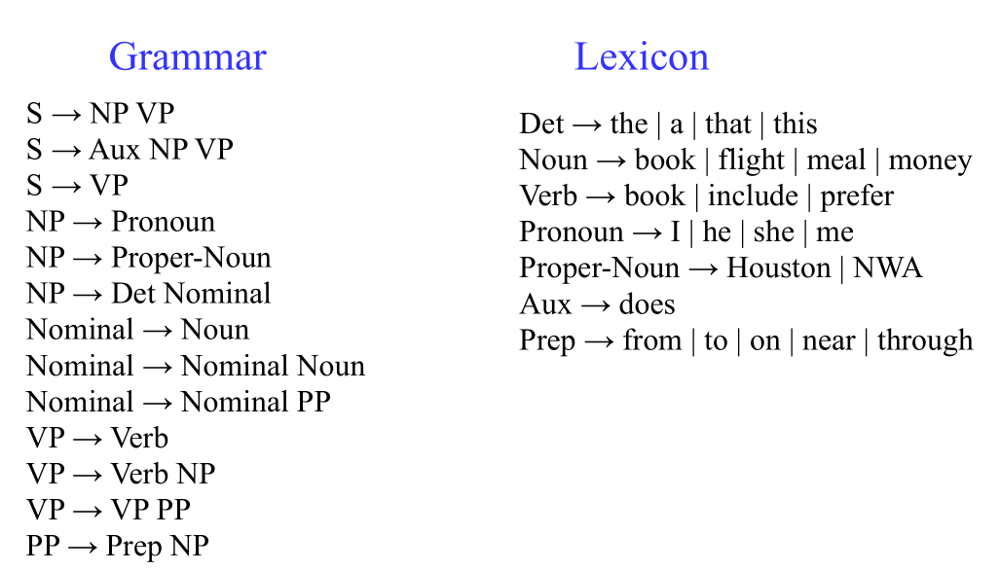 Grammar
S → NP VP
S → Aux NP VP
S → VP
NP → Pronoun
NP → Proper-Noun
NP → Det Nominal
Nominal → Noun
Nominal → Nominal Noun
Nominal → Nominal PP
VP → Verb
VP → Verb NP
VP → VP PP
PP → Prep NP
Lexicon
Det → the | a | that | this
Noun → book | flight | meal | money
Verb → book | include | prefer
Pronoun → I | he | she | me
Proper-Noun → Houston | NWA
Aux → does
Prep → from | to | on | near | through